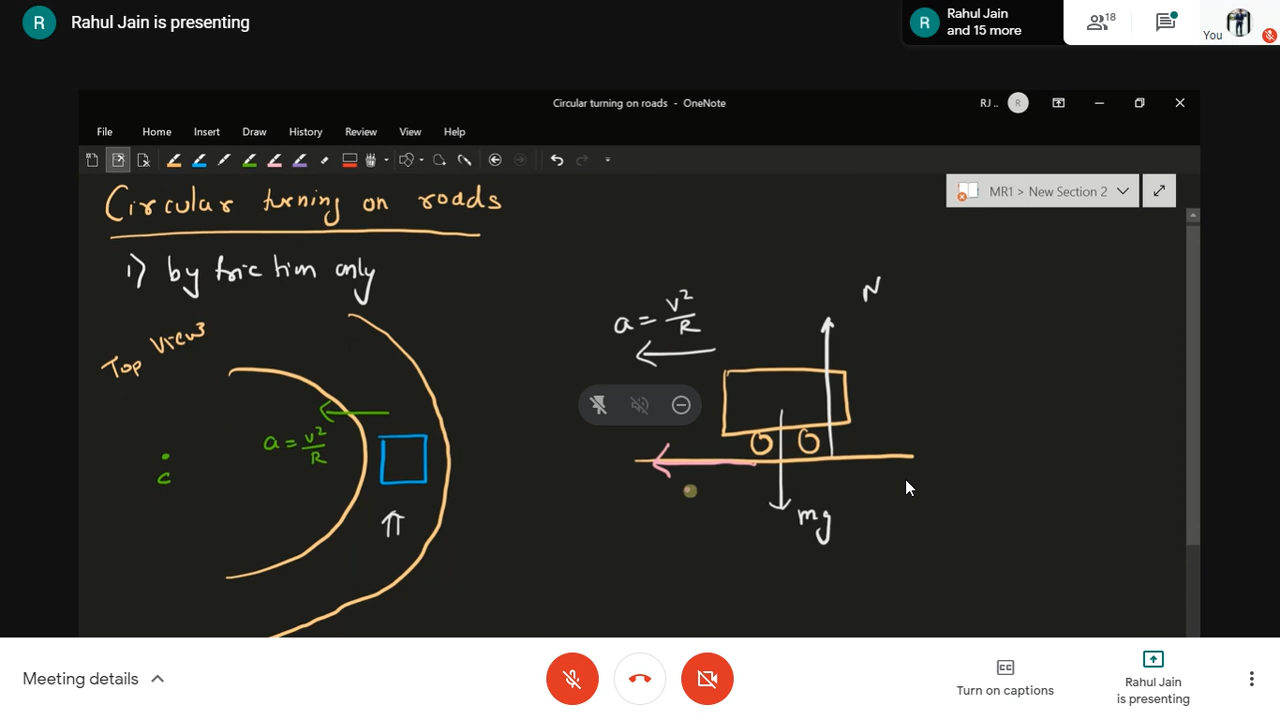 R
Rahul Jain is presenting
R
Rahul Jain
and 15 more
18
You
Circular turning on roads - OneNote
RJ ..
R
File
Home
Insert
Draw
History
Review
View
Help
MR1 > New Section 2
Circular turning on roads
1) by friction only
Top View
a = v²/R
c
a = v²/R
N
mg
Meeting details
CC
Turn on captions
Rahul Jain
is presenting